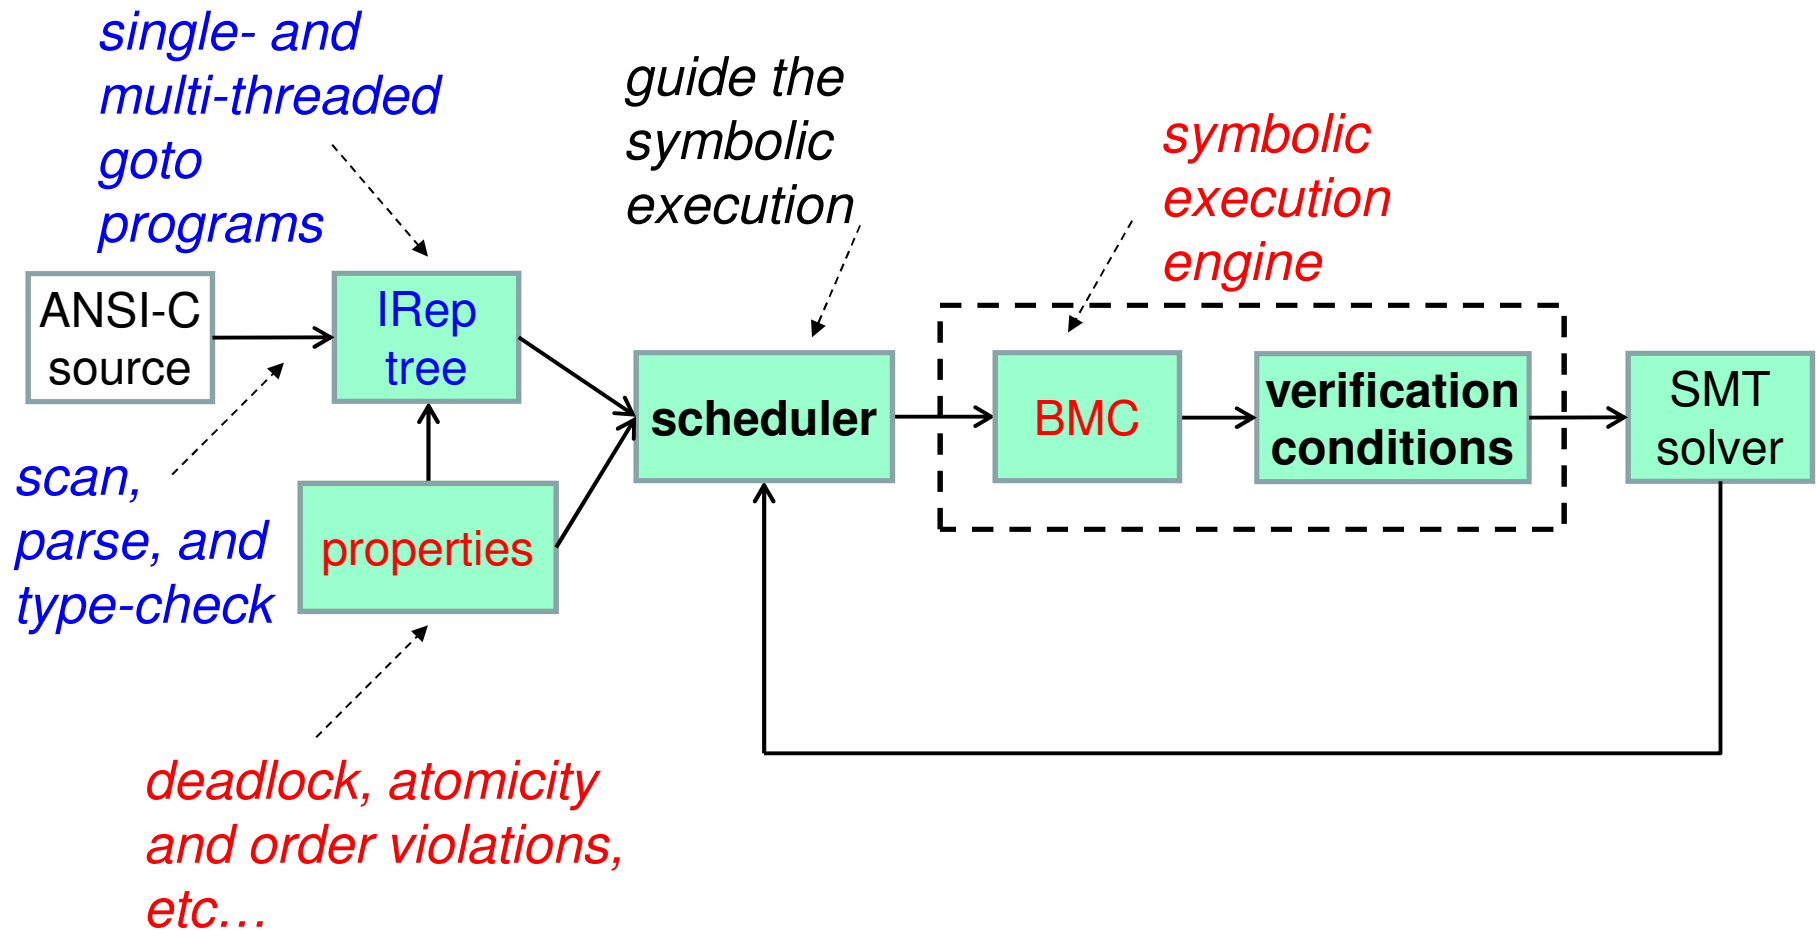 single- and
multi-threaded
goto
programs
guide the
symbolic
execution
symbolic
execution
engine
ANSI-C
source
IRep
tree
scheduler
BMC
verification
conditions
SMT
solver
scan,
parse, and
type-check
properties
deadlock, atomicity
and order violations,
etc…